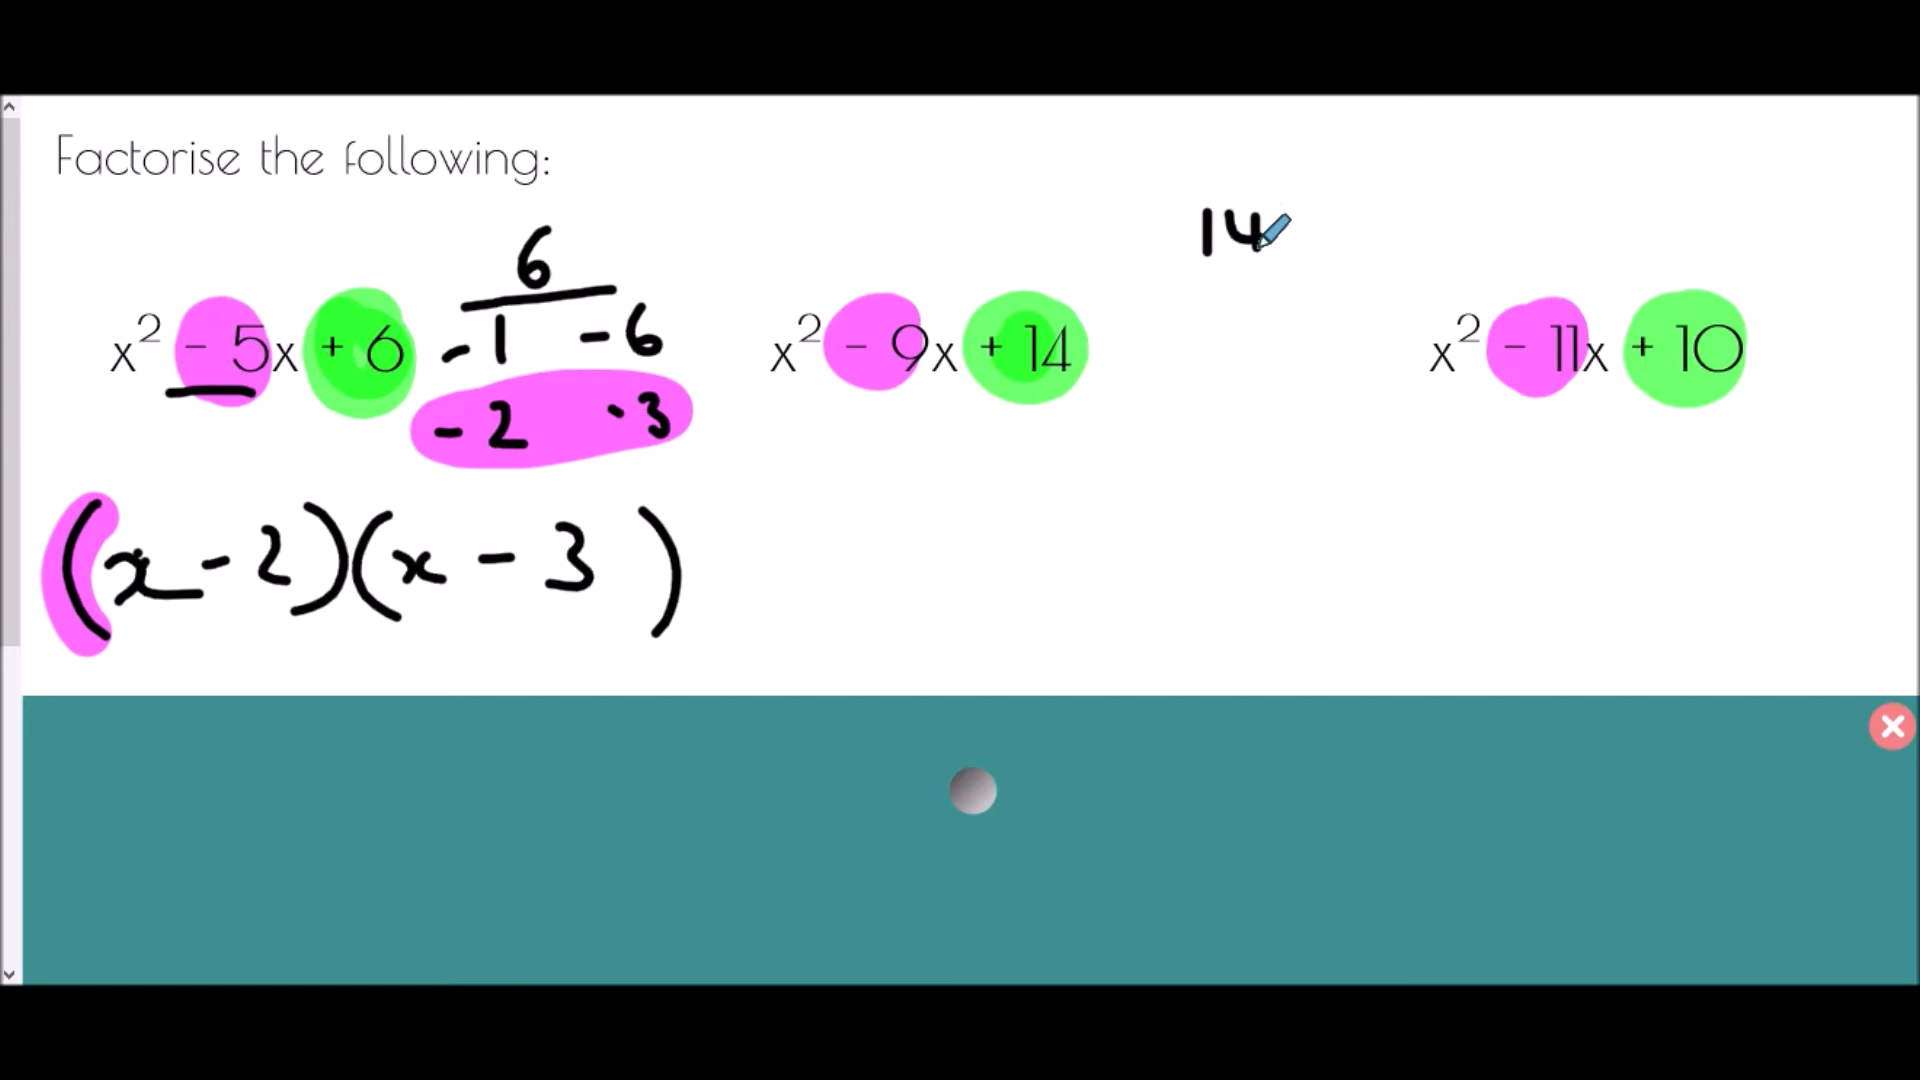 Factorise the following:
x² - 5x + 6
6
-1 -6
-2 -3
(x - 2)(x - 3)
x² - 9x + 14
14
x² - 11x + 10